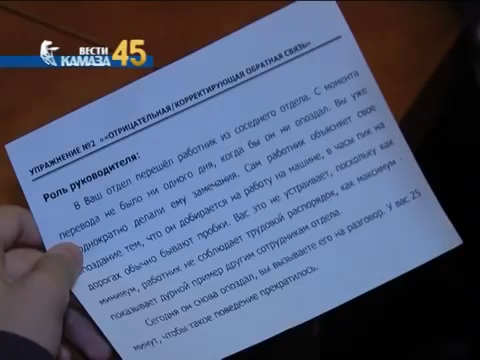 ВЕСТИ 45
КАМАЗА
УПРАЖНЕНИЕ №2 «»ОТРИЦАТЕЛЬНАЯ/КОРРЕКТИРУЮЩАЯ ОБРАТНАЯ СВЯЗЬ»
Роль руководителя:
В Ваш отдел перешёл работник из соседнего отдела. С момента
перевода не было ни одного дня, когда бы он ни опоздал. Вы уже
однократно делали ему замечания. Сам работник объясняет свое
поздание тем, что он добирается на работу на машине, в часы пик на
дорогах обычно бывают пробки. Вас это не устраивает, поскольку как
минимум, работник не соблюдает трудовой распорядок, как максимум -
показывает дурной пример другим сотрудникам отдела.
Сегодня он снова опоздал, вы вызываете его на разговор. У вас 25
минут, чтобы такое поведение прекратилось.